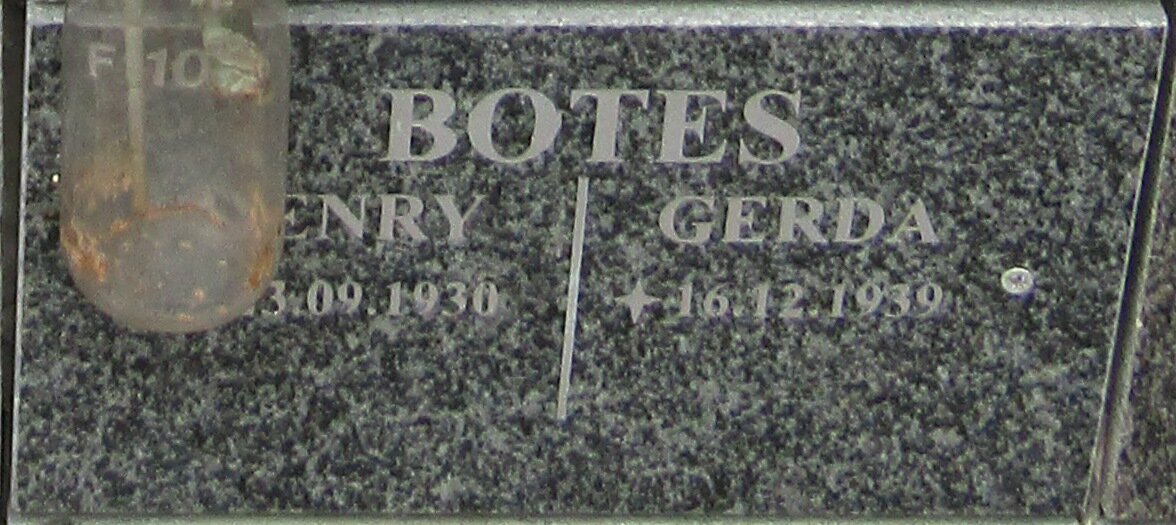 F 10
BOTES
ENRY GERDA
3.09.1930 16.12.1939